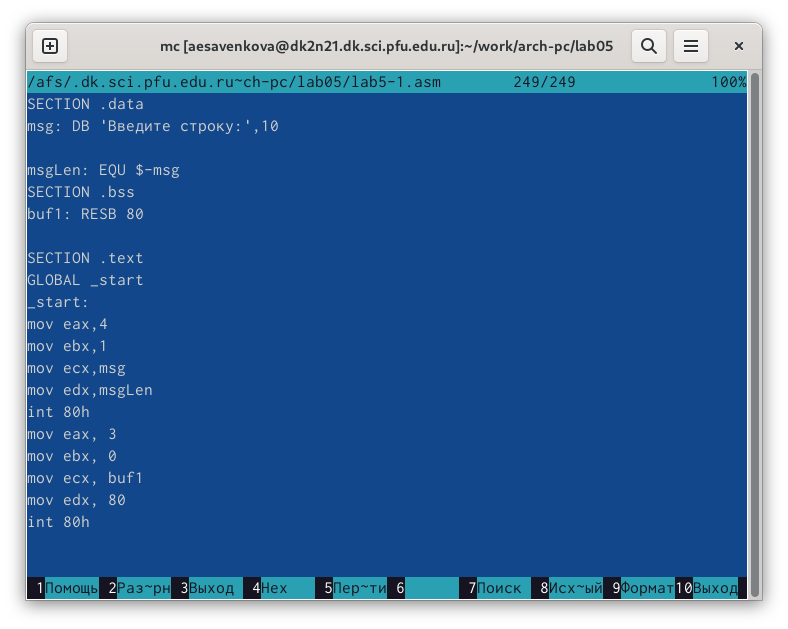 mc [aesavenkova@dk2n21.dk.sci.pfu.edu.ru]:~/work/arch-pc/lab05
/afs/.dk.sci.pfu.edu.ru~ch-pc/lab05/lab5-1.asm 249/249 100%
SECTION .data
msg: DB 'Введите строку:',10
msgLen: EQU $-msg
SECTION .bss
buf1: RESB 80
SECTION .text
GLOBAL _start
_start:
mov eax,4
mov ebx,1
mov ecx,msg
mov edx,msgLen
int 80h
mov eax, 3
mov ebx, 0
mov ecx, buf1
mov edx, 80
int 80h
1Помощь 2Раз~рн 3Выход 4Hex 5Пер~ти 6 7Поиск 8Исх~ый 9Формат 10Выход